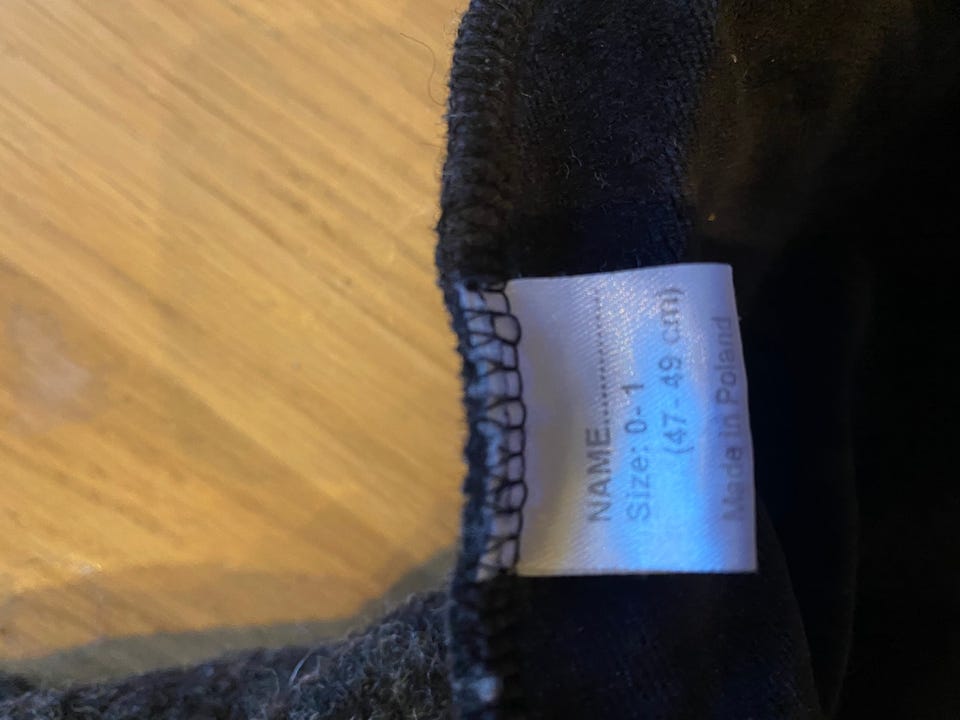 NAME....................
Size: 0- 1
(47- 49 cm)
Made in Poland